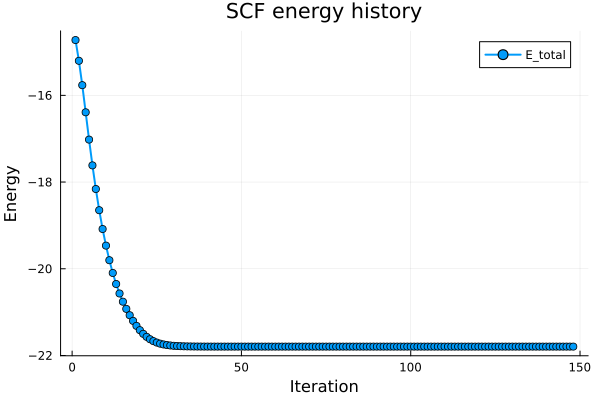 SCF energy history
E_total
Energy
−16
−18
−20
−22
0 50 100 150
Iteration